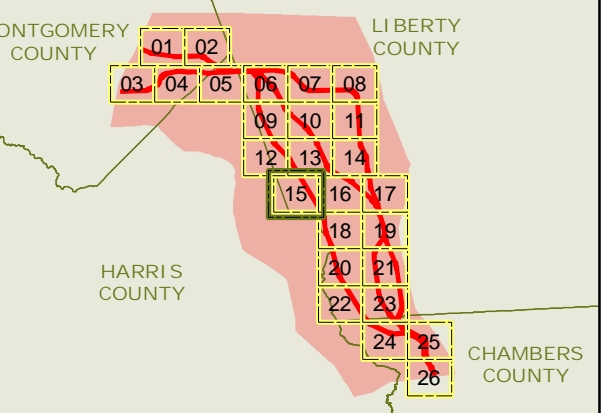 ONTGOMERY
COUNTY
LIBERTY
COUNTY
01 02
03 04 05 06 07 08
09 10 11
12 13 14
15 16 17
18 19
20 21
22 23
24 25
26
HARRIS
COUNTY
CHAMBERS
COUNTY